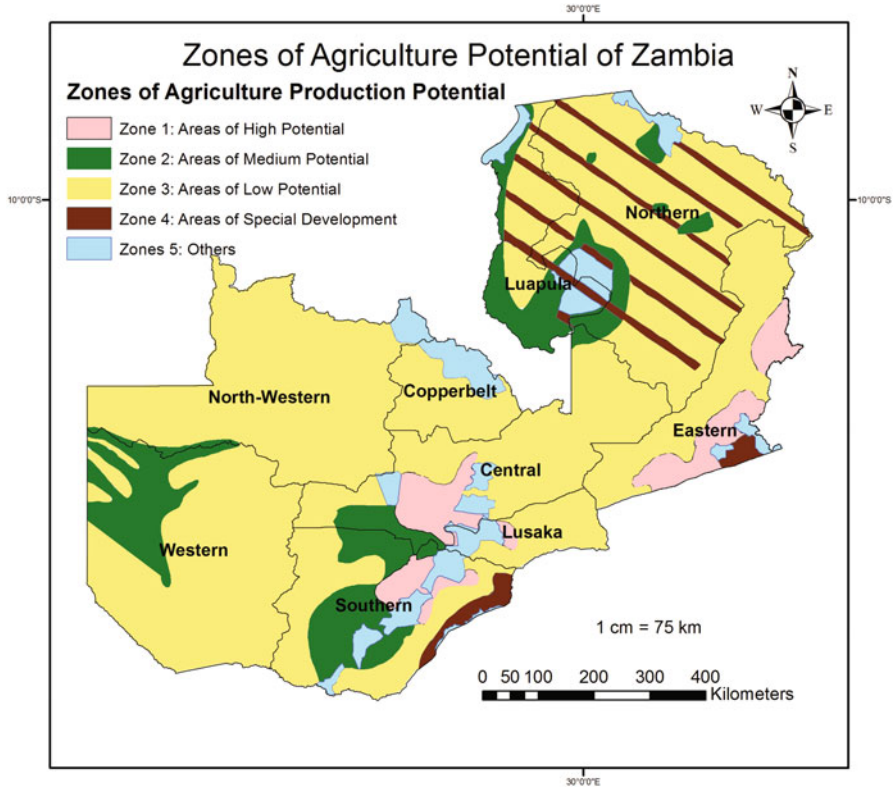 30°0'0"E
Zones of Agriculture Potential of Zambia
Zones of Agriculture Production Potential
Zone 1: Areas of High Potential
Zone 2: Areas of Medium Potential
Zone 3: Areas of Low Potential
Zone 4: Areas of Special Development
Zones 5: Others
N
W E
S
10°0'0"S
10°0'0"S
Northern
Luapula
North-Western
Copperbelt
Eastern
Central
Lusaka
Western
Southern
1 cm = 75 km
0 50 100 200 300 400
Kilometers
30°0'0"E